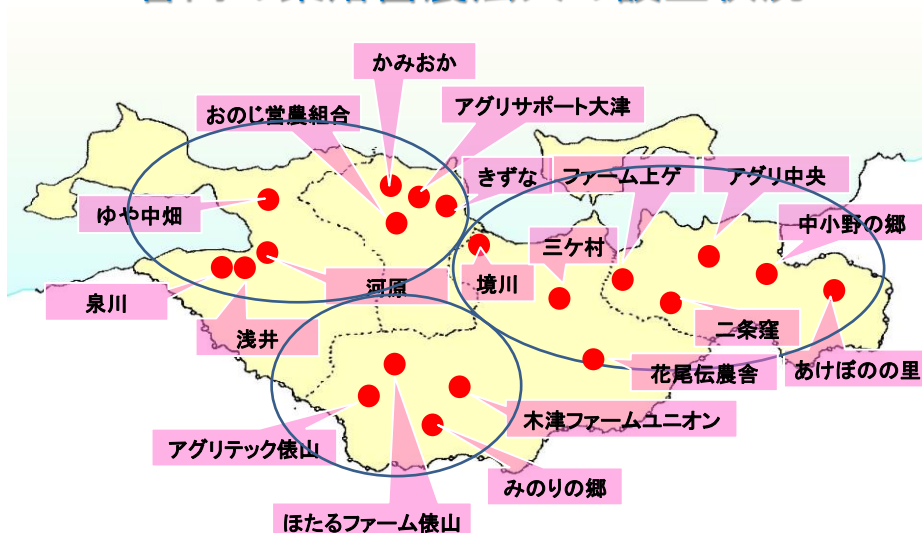 かみおか
アグリサポート大津
おのじ営農組合
きずな
ファーム上ゲ
アグリ中央
ゆや中畑
中小野の郷
三ケ村
境川
河原
泉川
浅井
二条窪
花尾伝農舎
あけぼのの里
木津ファームユニオン
アグリテック俵山
みのりの郷
ほたるファーム俵山